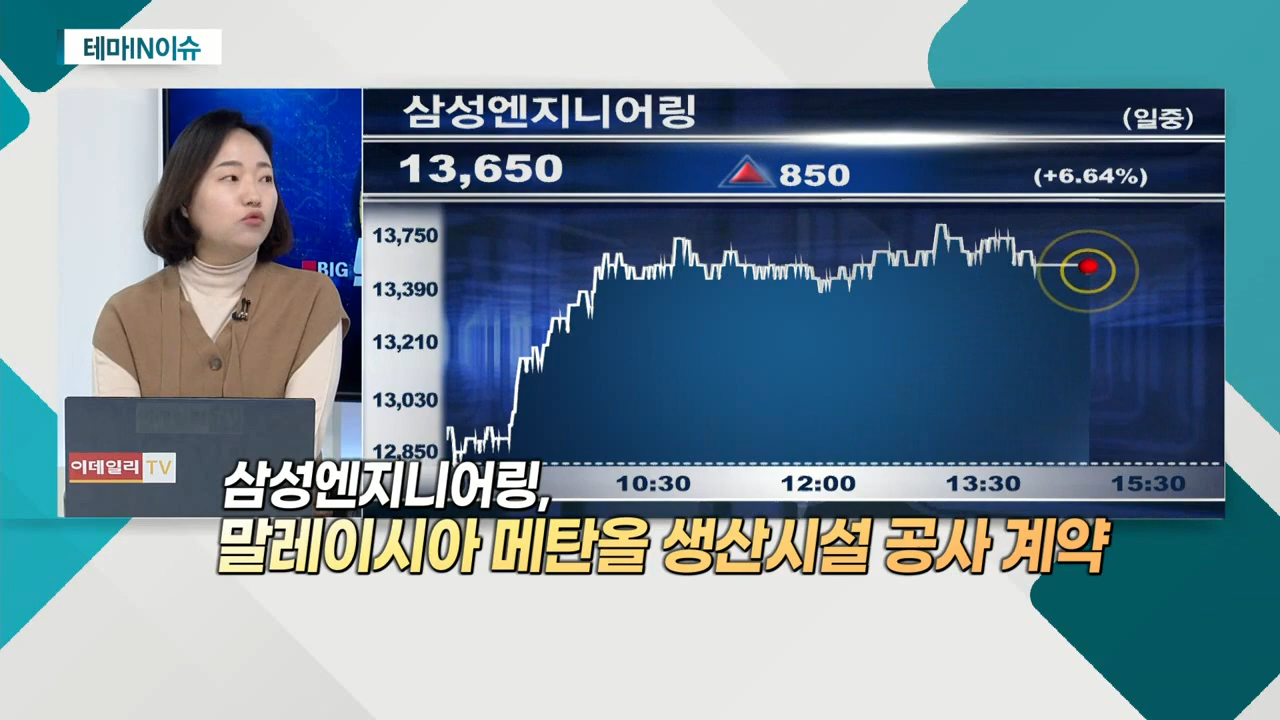 테마IN이슈
삼성엔지니어링 (일중)
13,650 850 (+6.64%)
13,750
13,390
13,210
13,030
12,850
10:30 12:00 13:30 15:30
BIG
이데일리TV
삼성엔지니어링,
말레이시아 메탄올 생산시설 공사 계약